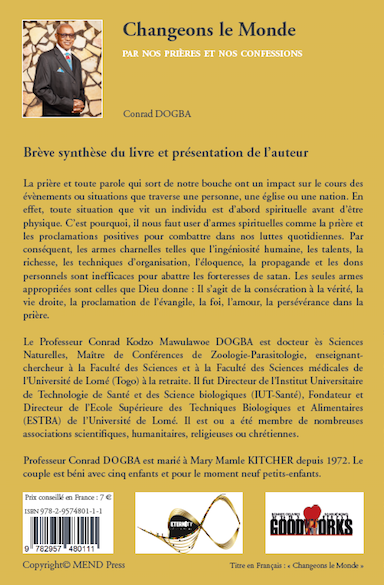 Changeons le Monde
PAR NOS PRIÈRES ET NOS CONFESSIONS
Conrad DOGBA
Brève synthèse du livre et présentation de l'auteur
La prière et toute parole qui sort de notre bouche ont un impact sur le cours des
évènements ou situations que traverse une personne, une église ou une nation. En
effet, toute situation que vit un individu est d'abord spirituelle avant d'être
physique. C'est pourquoi, il nous faut user d'armes spirituelles comme la prière et
les proclamations positives pour combattre dans nos luttes quotidiennes. Par
conséquent, les armes charnelles telles que l'ingéniosité humaine, les talents, la
richesse, les techniques d'organisation, l'éloquence, la propagande et les dons
personnels sont inefficaces pour abattre les forteresses de satan. Les seules armes
appropriées sont celles que Dieu donne : Il s'agit de la consécration à la vérité, la
vie droite, la proclamation de l'évangile, la foi, l'amour, la persévérance dans la
prière.
Le Professeur Conrad Kodzo Mawulawoe DOGBA est docteur ès Sciences
Naturelles, Maître de Conférences de Zoologie-Parasitologie, enseignant-
chercheur à la Faculté des Sciences et à la Faculté des Sciences médicales de
l'Université de Lomé (Togo) à la retraite. Il fut Directeur de l'Institut Universitaire
de Technologie de Santé et des Science biologiques (IUT-Santé), Fondateur et
Directeur de l'Ecole Supérieure des Techniques Biologiques et Alimentaires
(ESTBA) de l'Université de Lomé. Il est ou a été membre de nombreuses
associations scientifiques, humanitaires, religieuses ou chrétiennes.
Professeur Conrad DOGBA est marié à Mary Mamle KITCHER depuis 1972. Le
couple est béni avec cinq enfants et pour le moment neuf petits-enfants.
Prix conseillé en France : 7 €
ISBN 978-2-9574801-1-1
9 782957 480111
ETERNITY
GOODWORKS
Copyright© MEND Press
Titre en Français : « Changeons le Monde »